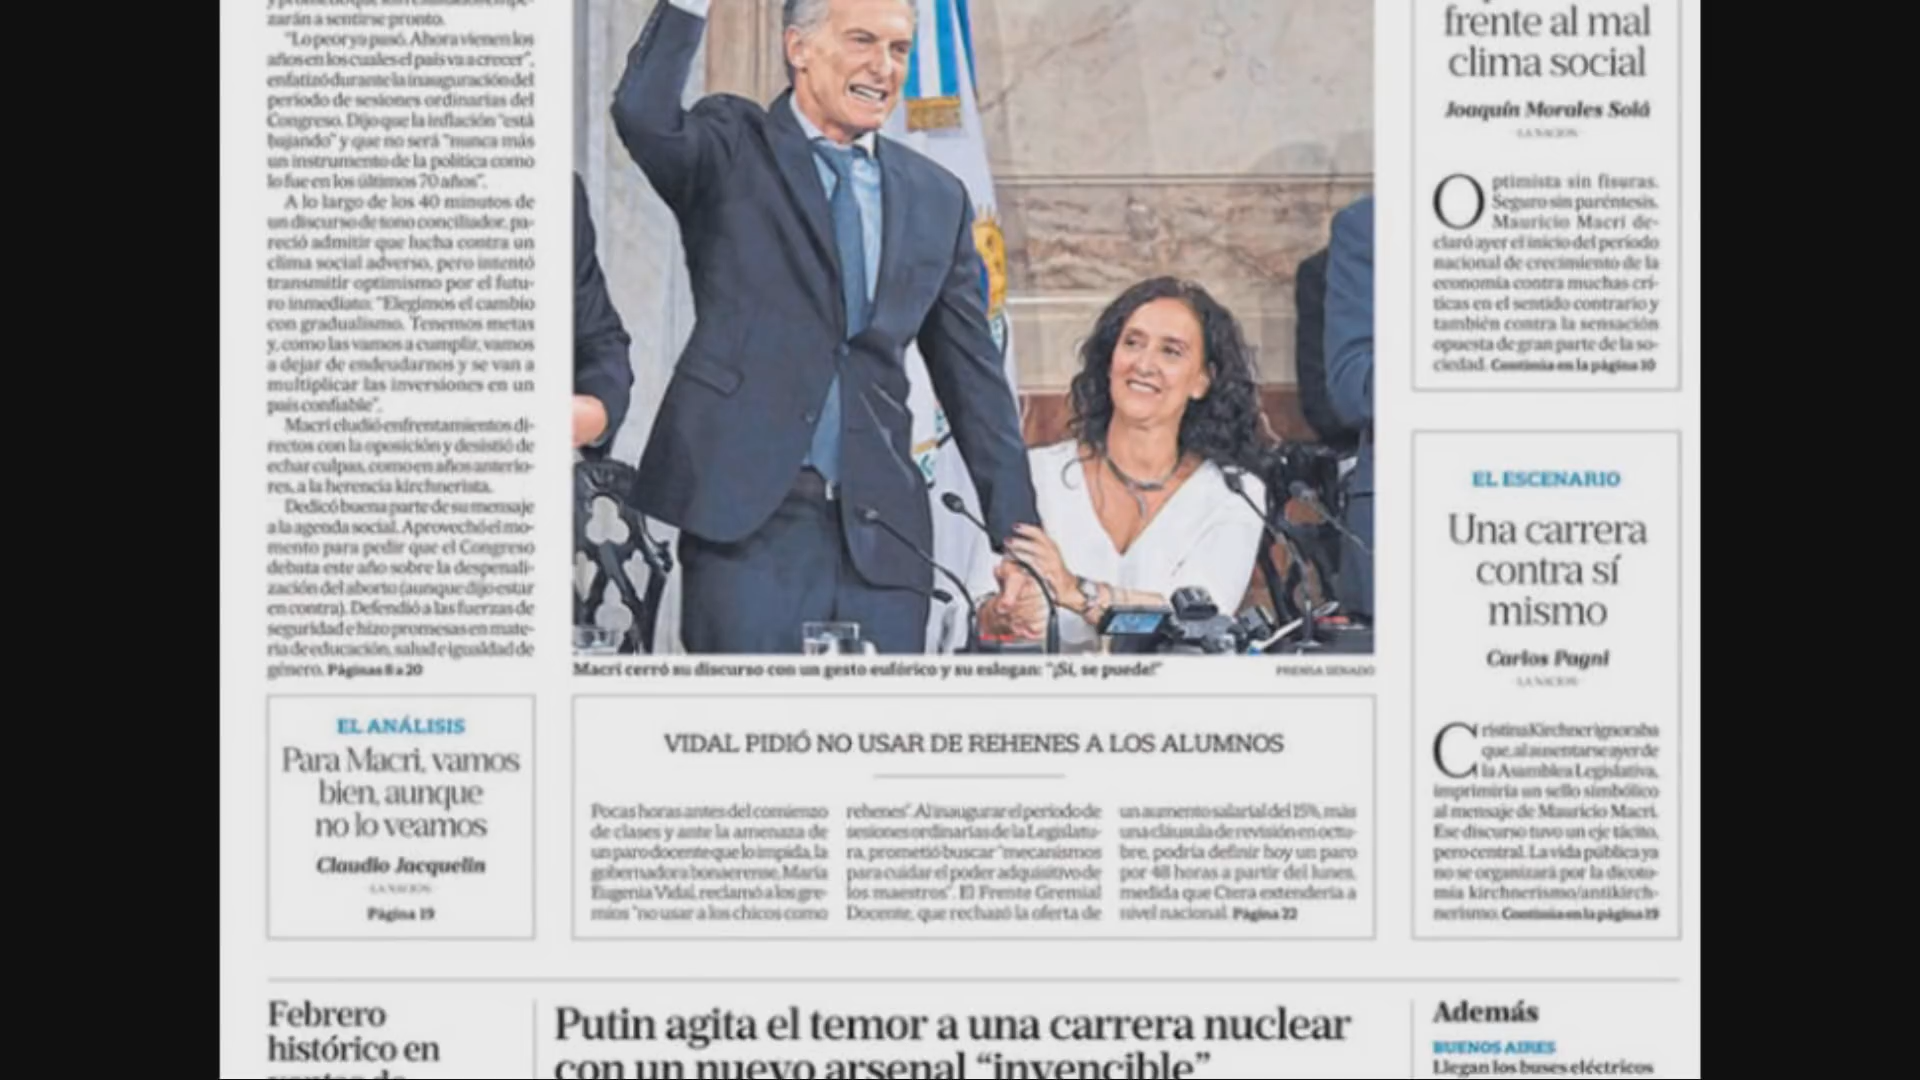 zarán a sentirse pronto.
"Lo peor ya pasó. Ahora vienen los
años en los cuales el país va a crecer",
enfatizó durante la inauguración del
período de sesiones ordinarias del
Congreso. Dijo que la inflación "está
bajando" y que no será "nunca más
un instrumento de la política como
lo fue en los últimos 70 años".
A lo largo de los 40 minutos de
un discurso de tono conciliador, pa-
reció admitir que lucha contra un
clima social adverso, pero intentó
transmitir optimismo por el futu-
ro inmediato: "Elegimos el cambio
con gradualismo. Tenemos metas
y, como las vamos a cumplir, vamos
a dejar de endeudarnos y se van a
multiplicar las inversiones en un
país confiable".
Macri eludió enfrentamientos di-
rectos con la oposición y desistió de
echar culpas, como en años anterio-
res, a la herencia kirchnerista.
Dedicó buena parte de su mensaje
a la agenda social. Aprovechó el mo-
mento para pedir que el Congreso
debata este año sobre la despenali-
zación del aborto (aunque dijo estar
en contra). Defendió a las fuerzas de
seguridad e hizo promesas en mate-
ria de educación, salud e igualdad de
género. Páginas 8 a 20
Macri cerró su discurso con un gesto eufórico y su eslogan: "¡Sí, se puede!"
PRENSA SENADO
frente al mal
clima social
Joaquín Morales Solá
-LA NACION-
Optimista sin fisuras.
Seguro sin paréntesis.
Mauricio Macri de-
claró ayer el inicio del período
nacional de crecimiento de la
economía contra muchas crí-
ticas en el sentido contrario y
también contra la sensación
opuesta de gran parte de la so-
ciedad. Continúa en la página 10
EL ESCENARIO
Una carrera
contra sí
mismo
Carlos Pagni
-LA NACION-
Cristina Kirchner ignoraba
que, al ausentarse ayer de
la Asamblea Legislativa,
imprimiría un sello simbólico
al mensaje de Mauricio Macri.
Ese discurso tuvo un eje tácito,
pero central. La vida pública ya
no se organizará por la dicoto-
mía kirchnerismo/antikirch-
nerismo. Continúa en la página 19
EL ANÁLISIS
Para Macri, vamos
bien, aunque
no lo veamos
Claudio Jacquelin
-LA NACION-
Página 19
VIDAL PIDIÓ NO USAR DE REHENES A LOS ALUMNOS
Pocas horas antes del comienzo
de clases y ante la amenaza de
un paro docente que lo impida, la
gobernadora bonaerense, María
Eugenia Vidal, reclamó a los gre-
mios "no usar a los chicos como
rehenes". Al inaugurar el período de
sesiones ordinarias de la Legislatu-
ra, prometió buscar "mecanismos
para cuidar el poder adquisitivo de
los maestros". El Frente Gremial
Docente, que rechazó la oferta de
un aumento salarial del 15%, más
una cláusula de revisión en octu-
bre, podría definir hoy un paro
por 48 horas a partir del lunes,
medida que Ctera extendería a
nivel nacional. Página 22
Febrero
histórico en
ventas de
Putin agita el temor a una carrera nuclear
con un nuevo arsenal "invencible"
Además
BUENOS AIRES
Llegan los buses eléctricos